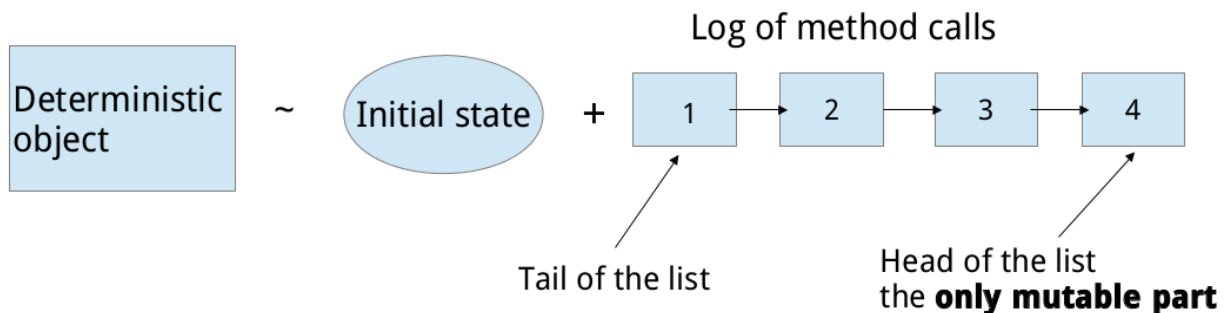 Log of method calls
Deterministic
object
~
Initial state
+
1
2
3
4
Tail of the list
Head of the list
the only mutable part